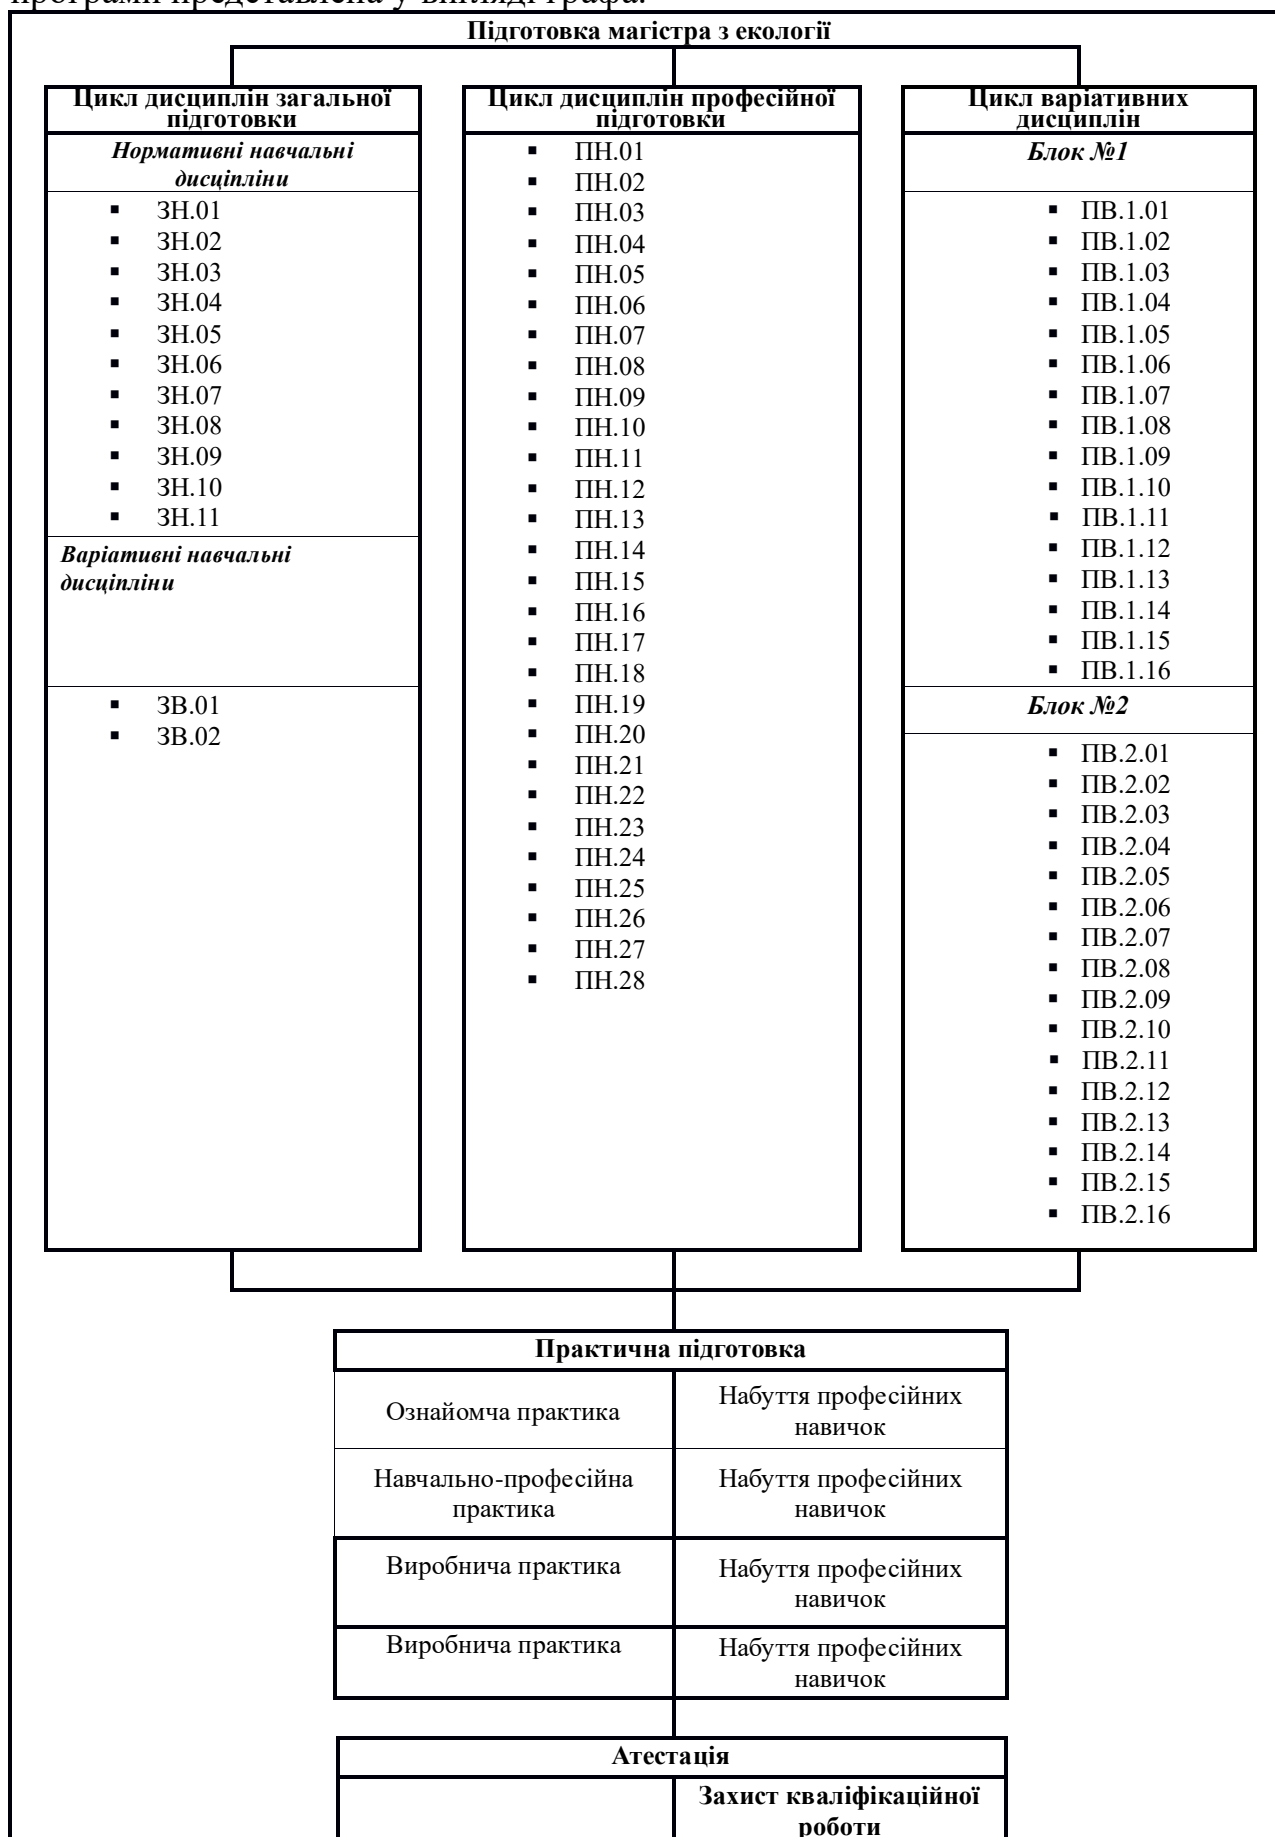 програми представлена у вигляді графа.
Підготовка магістра з екології
Цикл дисциплін загальної
підготовки
Нормативні навчальні
дисціпліни
▪ ЗН.01
▪ ЗН.02
▪ ЗН.03
▪ ЗН.04
▪ ЗН.05
▪ ЗН.06
▪ ЗН.07
▪ ЗН.08
▪ ЗН.09
▪ ЗН.10
▪ ЗН.11
Варіативні навчальні
дисціпліни
▪ ЗВ.01
▪ ЗВ.02
Цикл дисциплін професійної
підготовки
▪ ПН.01
▪ ПН.02
▪ ПН.03
▪ ПН.04
▪ ПН.05
▪ ПН.06
▪ ПН.07
▪ ПН.08
▪ ПН.09
▪ ПН.10
▪ ПН.11
▪ ПН.12
▪ ПН.13
▪ ПН.14
▪ ПН.15
▪ ПН.16
▪ ПН.17
▪ ПН.18
▪ ПН.19
▪ ПН.20
▪ ПН.21
▪ ПН.22
▪ ПН.23
▪ ПН.24
▪ ПН.25
▪ ПН.26
▪ ПН.27
▪ ПН.28
Цикл варіативних
дисциплін
Блок №1
▪ ПВ.1.01
▪ ПВ.1.02
▪ ПВ.1.03
▪ ПВ.1.04
▪ ПВ.1.05
▪ ПВ.1.06
▪ ПВ.1.07
▪ ПВ.1.08
▪ ПВ.1.09
▪ ПВ.1.10
▪ ПВ.1.11
▪ ПВ.1.12
▪ ПВ.1.13
▪ ПВ.1.14
▪ ПВ.1.15
▪ ПВ.1.16
Блок №2
▪ ПВ.2.01
▪ ПВ.2.02
▪ ПВ.2.03
▪ ПВ.2.04
▪ ПВ.2.05
▪ ПВ.2.06
▪ ПВ.2.07
▪ ПВ.2.08
▪ ПВ.2.09
▪ ПВ.2.10
▪ ПВ.2.11
▪ ПВ.2.12
▪ ПВ.2.13
▪ ПВ.2.14
▪ ПВ.2.15
▪ ПВ.2.16
Практична підготовка
Ознайомча практика
Набуття професійних
навичок
Навчально-професійна
практика
Набуття професійних
навичок
Виробнича практика
Набуття професійних
навичок
Виробнича практика
Набуття професійних
навичок
Атестація
Захист кваліфікаційної
роботи